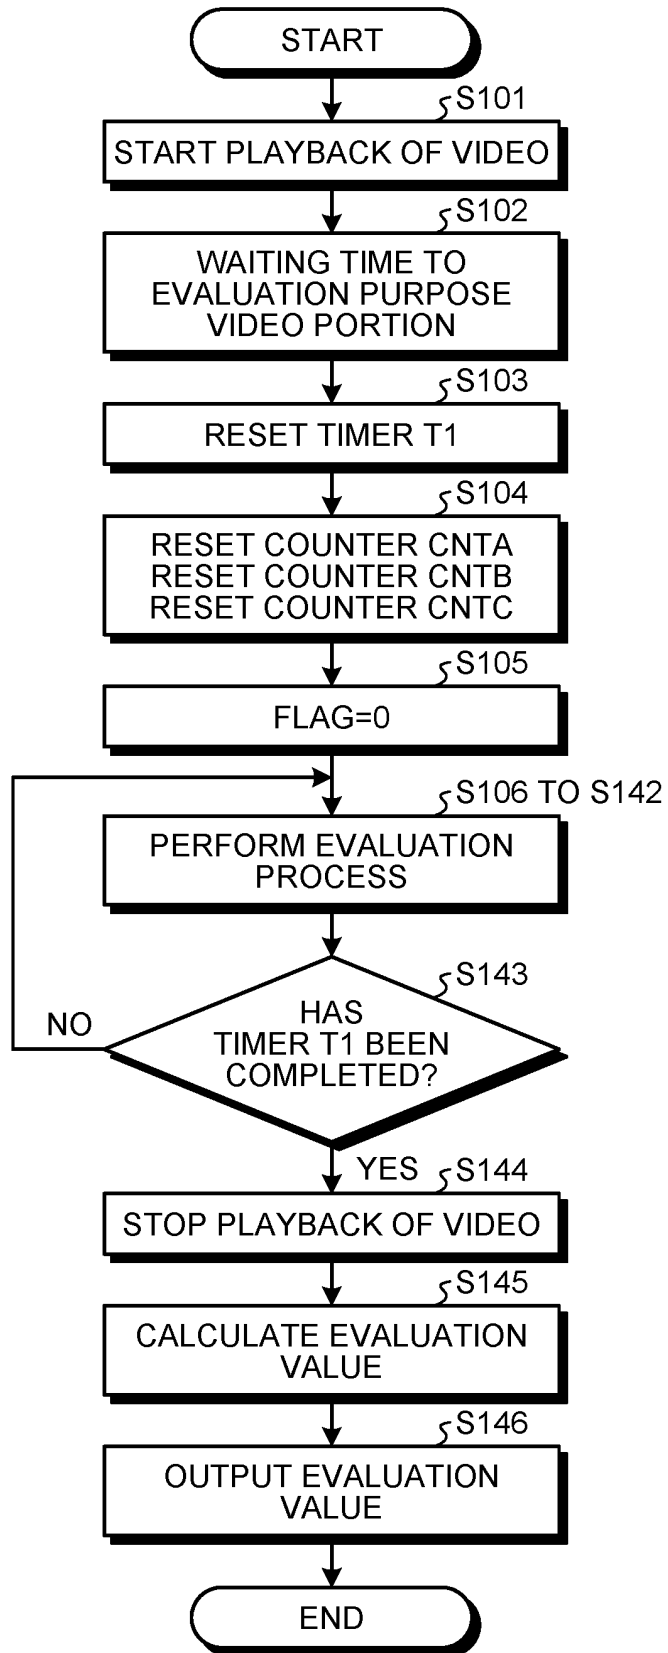 START
S101
START PLAYBACK OF VIDEO
S102
WAITING TIME TO
EVALUATION PURPOSE
VIDEO PORTION
S103
RESET TIMER T1
S104
RESET COUNTER CNTA
RESET COUNTER CNTB
RESET COUNTER CNTC
S105
FLAG=0
S106 TO S142
PERFORM EVALUATION
PROCESS
S143
HAS
TIMER T1 BEEN
COMPLETED?
NO
YES
S144
STOP PLAYBACK OF VIDEO
S145
CALCULATE EVALUATION
VALUE
S146
OUTPUT EVALUATION
VALUE
END